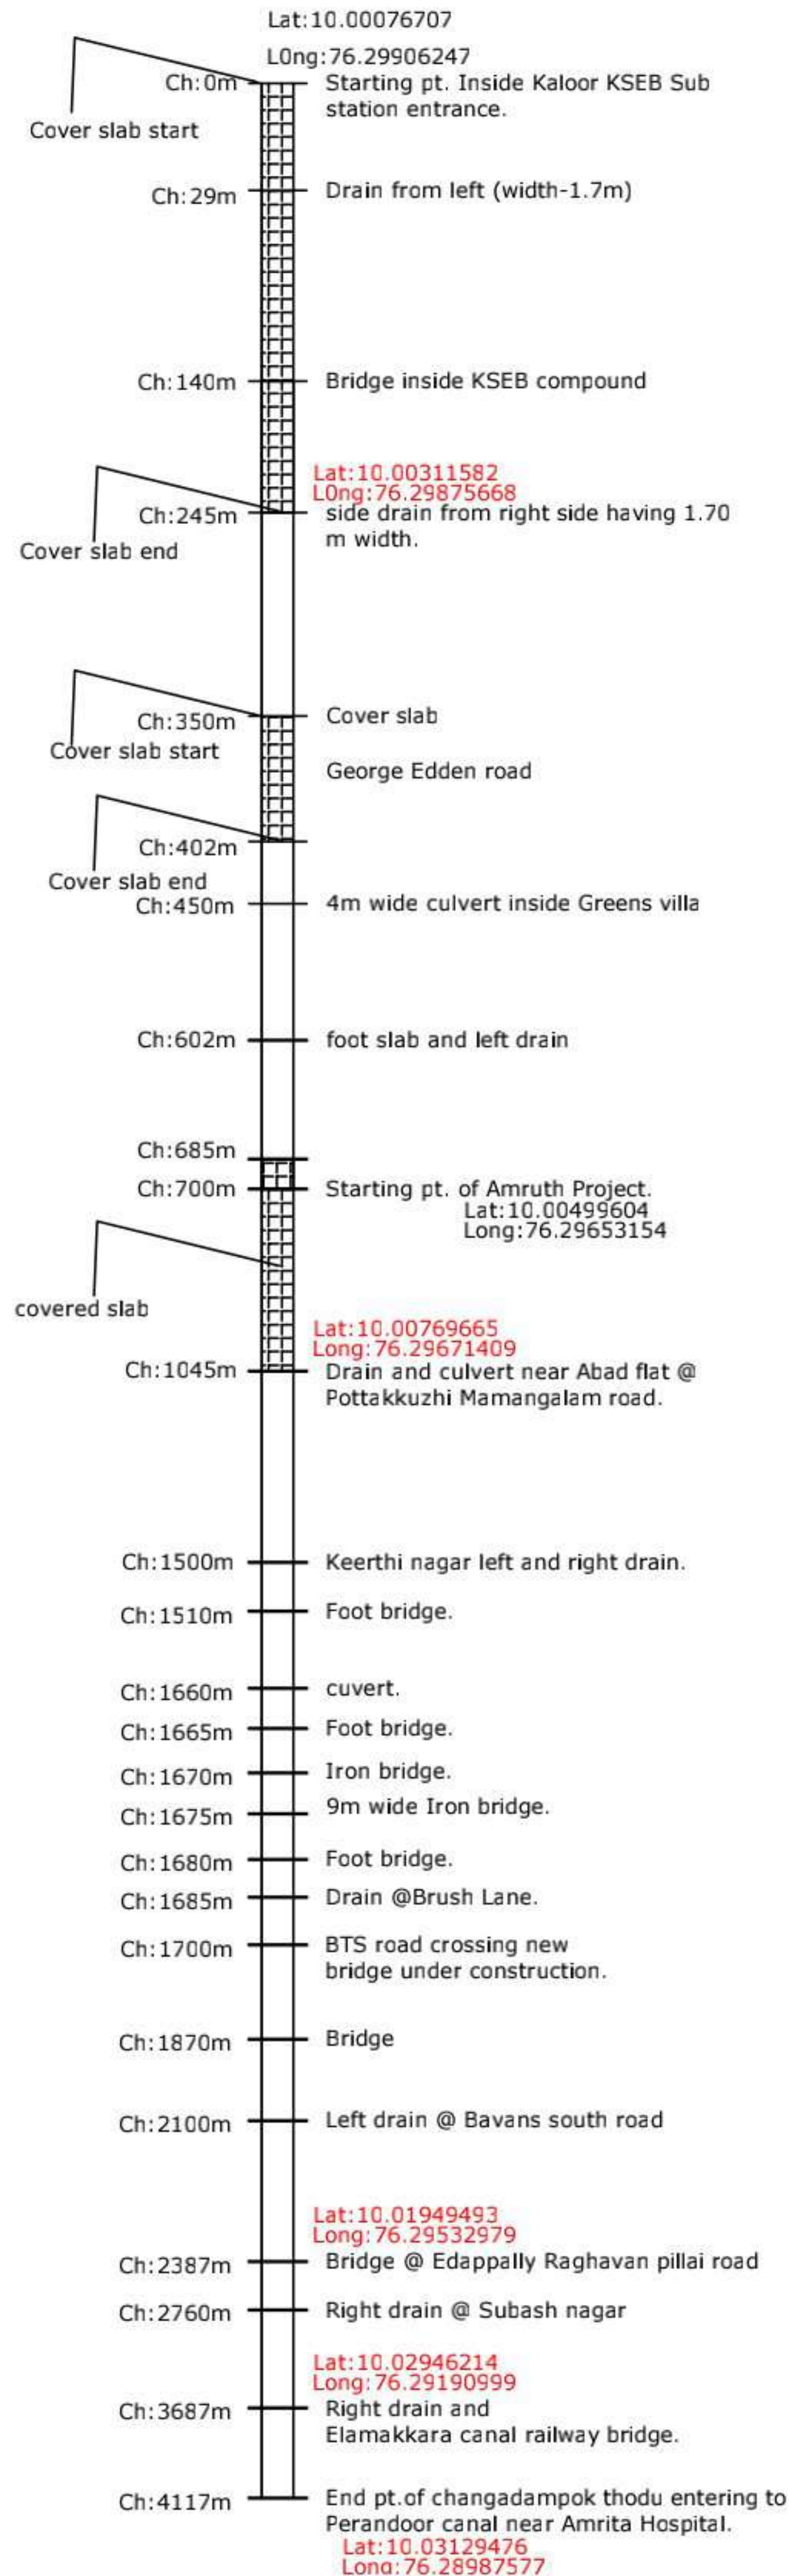 Lat:10.00076707
L0ng:76.29906247
Ch:0m
Starting pt. Inside Kaloor KSEB Sub
station entrance.
Cover slab start
Ch:29m
Drain from left (width-1.7m)
Ch:140m
Bridge inside KSEB compound
Lat:10.00311582
L0ng:76.29875668
Ch:245m
side drain from right side having 1.70
m width.
Cover slab end
Ch:350m
Cover slab
Cover slab start
George Edden road
Ch:402m
Cover slab end
Ch:450m
4m wide culvert inside Greens villa
Ch:602m
foot slab and left drain
Ch:685m
Ch:700m
Starting pt. of Amruth Project.
Lat:10.00499604
Long:76.29653154
covered slab
Lat:10.00769665
Long:76.29671409
Ch:1045m
Drain and culvert near Abad flat @
Pottakkuzhi Mamangalam road.
Ch:1500m
Keerthi nagar left and right drain.
Ch:1510m
Foot bridge.
Ch:1660m
cuvert.
Ch:1665m
Foot bridge.
Ch:1670m
Iron bridge.
Ch:1675m
9m wide Iron bridge.
Ch:1680m
Foot bridge.
Ch:1685m
Drain @Brush Lane.
Ch:1700m
BTS road crossing new
bridge under construction.
Ch:1870m
Bridge
Ch:2100m
Left drain @ Bavans south road
Lat:10.01949493
Long:76.29532979
Ch:2387m
Bridge @ Edappally Raghavan pillai road
Ch:2760m
Right drain @ Subash nagar
Lat:10.02946214
Long:76.29190999
Ch:3687m
Right drain and
Elamakkara canal railway bridge.
Ch:4117m
End pt.of changadampok thodu entering to
Perandoor canal near Amrita Hospital.
Lat:10.03129476
Long:76.28987577